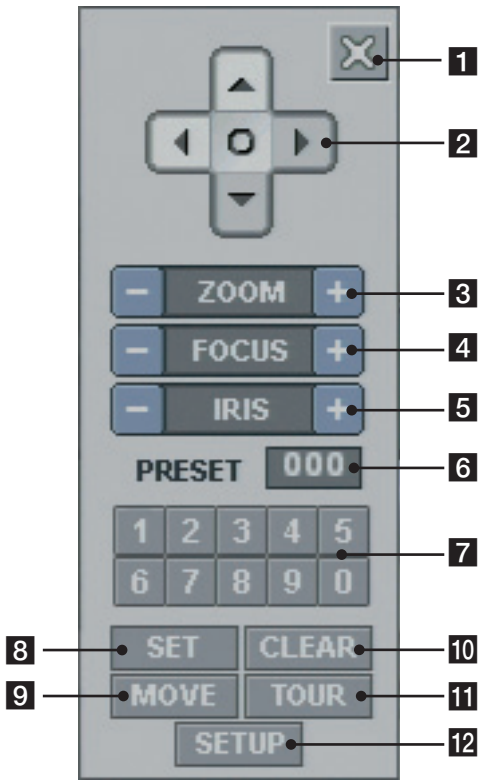 1
2
- ZOOM + 3
- FOCUS + 4
- IRIS + 5
PRESET 000 6
1 2 3 4 5
7
6 7 8 9 0
8 SET CLEAR 10
9 MOVE TOUR 11
SETUP 12